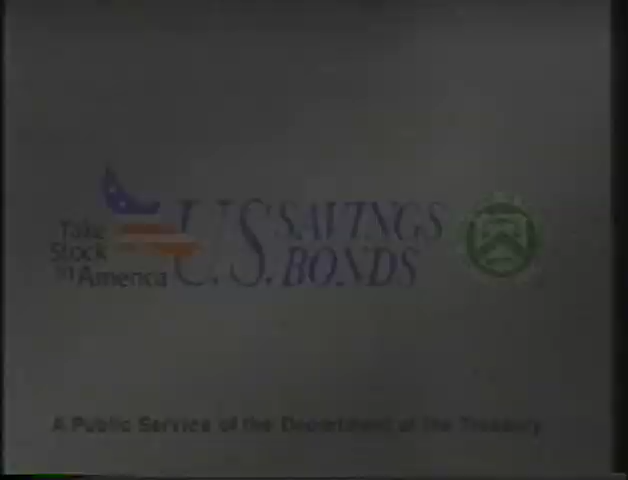 Take
Stock
in America
U.S. SAVINGS
BONDS
A Public Service of the Department of the Treasury